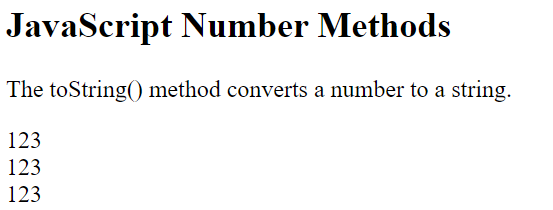 JavaScript Number Methods
The toString() method converts a number to a string.
123
123
123